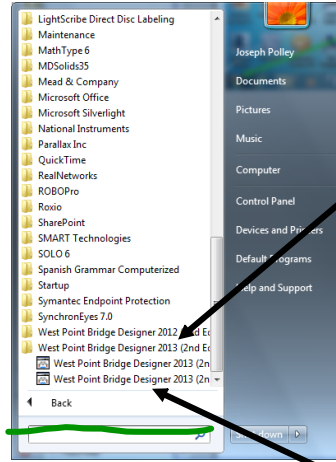 LightScribe Direct Disc Labeling
Maintenance
MathType 6
MDSolids35
Mead & Company
Microsoft Office
Microsoft Silverlight
National Instruments
Parallax Inc
QuickTime
RealNetworks
ROBOPro
Roxio
SharePoint
SMART Technologies
SOLO 6
Spanish Grammar Computerized
Startup
Symantec Endpoint Protection
SynchronEyes 7.0
West Point Bridge Designer 2012 Ed
West Point Bridge Designer 2013 (2nd Ed
West Point Bridge Designer 2013 (2n
West Point Bridge Designer 2013 (2n
Back
Joseph Polley
Documents
Pictures
Music
Computer
Control Panel
Devices and Printers
Default Programs
Help and Support
Shut down